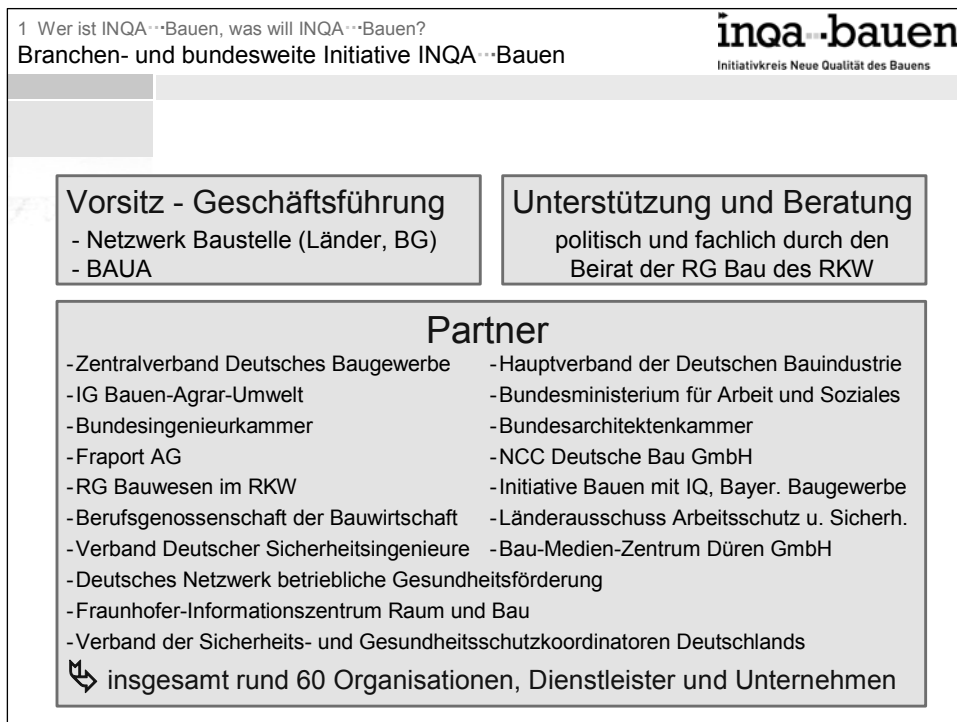 1 Wer ist INQA···Bauen, was will INQA···Bauen?
Branchen- und bundesweite Initiative INQA···Bauen
inqa··bauen
Initiativkreis Neue Qualität des Bauens
Vorsitz - Geschäftsführung
- Netzwerk Baustelle (Länder, BG)
- BAUA
Unterstützung und Beratung
politisch und fachlich durch den
Beirat der RG Bau des RKW
Partner
-Zentralverband Deutsches Baugewerbe
-IG Bauen-Agrar-Umwelt
-Bundesingenieurkammer
-Fraport AG
-RG Bauwesen im RKW
-Berufsgenossenschaft der Bauwirtschaft
-Verband Deutscher Sicherheitsingenieure
-Hauptverband der Deutschen Bauindustrie
-Bundesministerium für Arbeit und Soziales
-Bundesarchitektenkammer
-NCC Deutsche Bau GmbH
-Initiative Bauen mit IQ, Bayer. Baugewerbe
-Länderausschuss Arbeitsschutz u. Sicherh.
-Bau-Medien-Zentrum Düren GmbH
-Deutsches Netzwerk betriebliche Gesundheitsförderung
-Fraunhofer-Informationszentrum Raum und Bau
-Verband der Sicherheits- und Gesundheitsschutzkoordinatoren Deutschlands
insgesamt rund 60 Organisationen, Dienstleister und Unternehmen